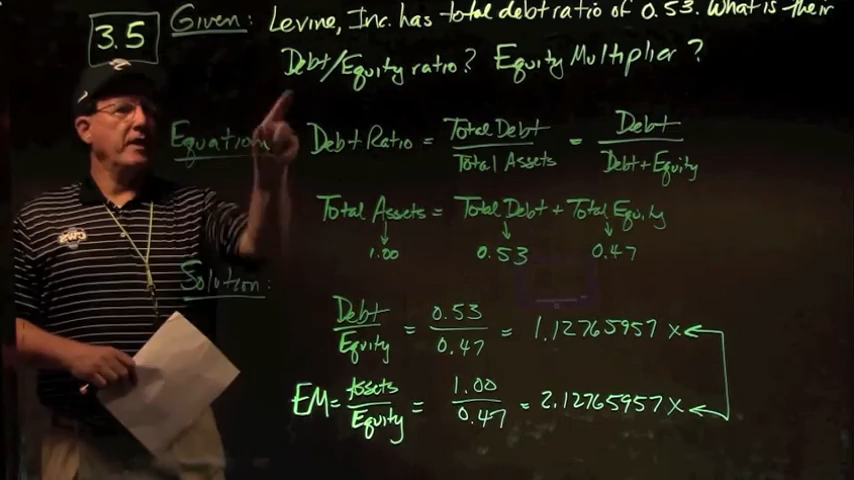 3.5 Given: Levine, Inc. has total debt ratio of 0.53. What is their
Debt/Equity ratio? Equity Multiplier?
Equation: Debt Ratio = Total Debt / Total Assets = Debt / Debt + Equity
Total Assets = Total Debt + Total Equity
↓ ↓ ↓
1.00 0.53 0.47
Solution:
Debt / Equity = 0.53 / 0.47 = 1.12765957 x
EM = Assets / Equity = 1.00 / 0.47 = 2.12765957 x